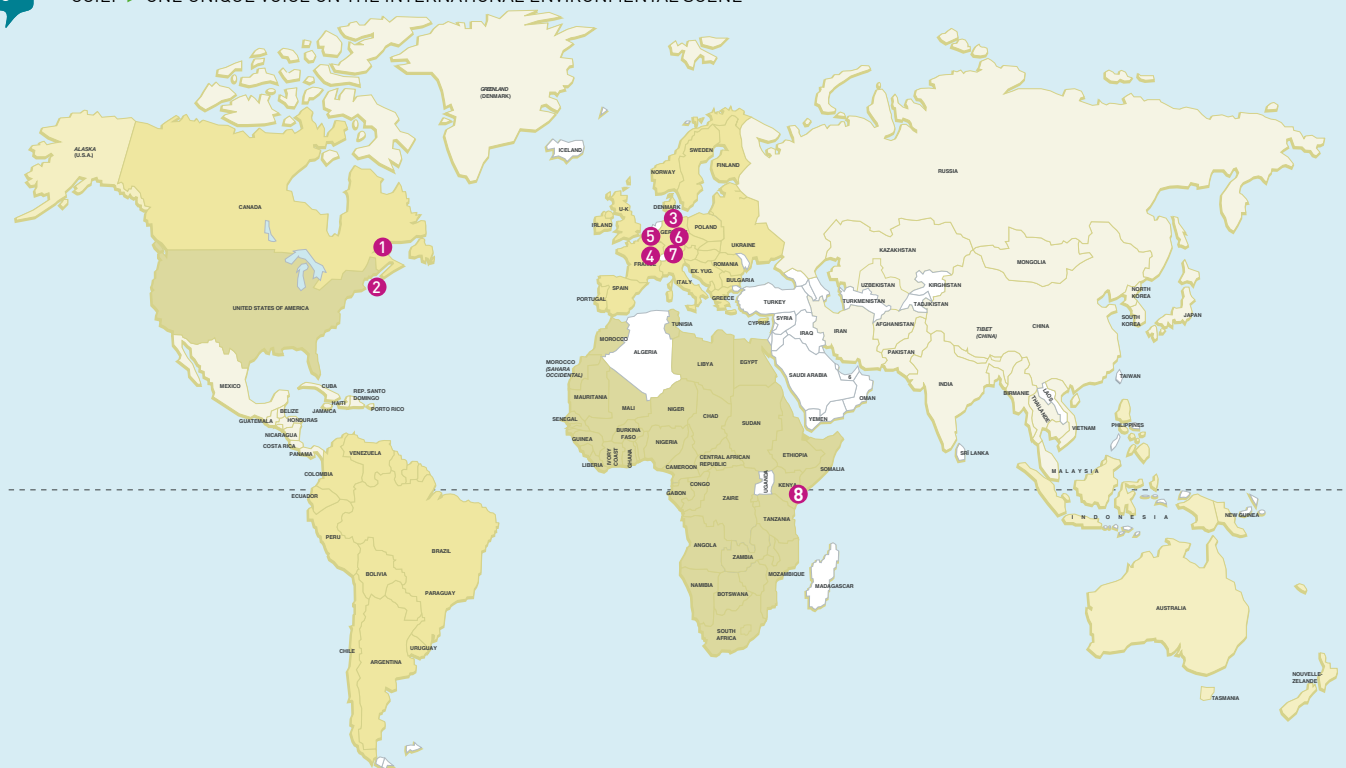 GREENLAND
(DENMARK)
ALASKA
(U.S.A.)
ICELAND
SWEDEN
NORWAY
FINLAND
RUSSIA
CANADA
U-K
DENMARK
IRLAND
3
POLAND
5
GER
6
UKRAINE
1
4
7
FRANCE
ROMANIA
EX. YUG.
BULGARIA
ITALY
SPAIN
PORTUGAL
GREECE
2
UNITED STATES OF AMERICA
KAZAKHSTAN
MONGOLIA
UZBEKISTAN
KIRGHISTAN
TURKMENISTAN
TADJIKISTAN
NORTH
KOREA
SOUTH
KOREA
JAPAN
TURKEY
CYPRUS
SYRIA
IRAQ
IRAN
AFGHANISTAN
TIBET
(CHINA)
CHINA
PAKISTAN
TUNISIA
MOROCCO
ALGERIA
LIBYA
EGYPT
MOROCCO
(SAHARA
OCCIDENTAL)
SAUDI ARABIA
6
OMAN
YEMEN
INDIA
BIRMANIE
LAOS
THAILANDE
VIETNAM
TAIWAN
PHILIPPINES
SRI LANKA
MALAYSIA
INDONESIA
NEW GUINEA
MEXICO
CUBA
REP. SANTO
DOMINGO
HAITI
BELIZE
JAMAICA
PORTO RICO
GUATEMALA
HONDURAS
NICARAGUA
COSTA RICA
PANAMA
VENEZUELA
COLOMBIA
ECUADOR
PERU
BRAZIL
BOLIVIA
PARAGUAY
CHILE
URUGUAY
ARGENTINA
MAURITANIA
MALI
NIGER
CHAD
SUDAN
SENEGAL
BURKINA
FASO
GUINEA
IVORY
COAST
GHANA
NIGERIA
LIBERIA
CAMEROON
CENTRAL AFRICAN
REPUBLIC
ETHIOPIA
SOMALIA
UGANDA
KENYA
8
GABON
CONGO
ZAIRE
TANZANIA
ANGOLA
ZAMBIA
MOZAMBIQUE
NAMIBIA
BOTSWANA
MADAGASCAR
SOUTH
AFRICA
AUSTRALIA
NOUVELLE-
ZELANDE
TASMANIA